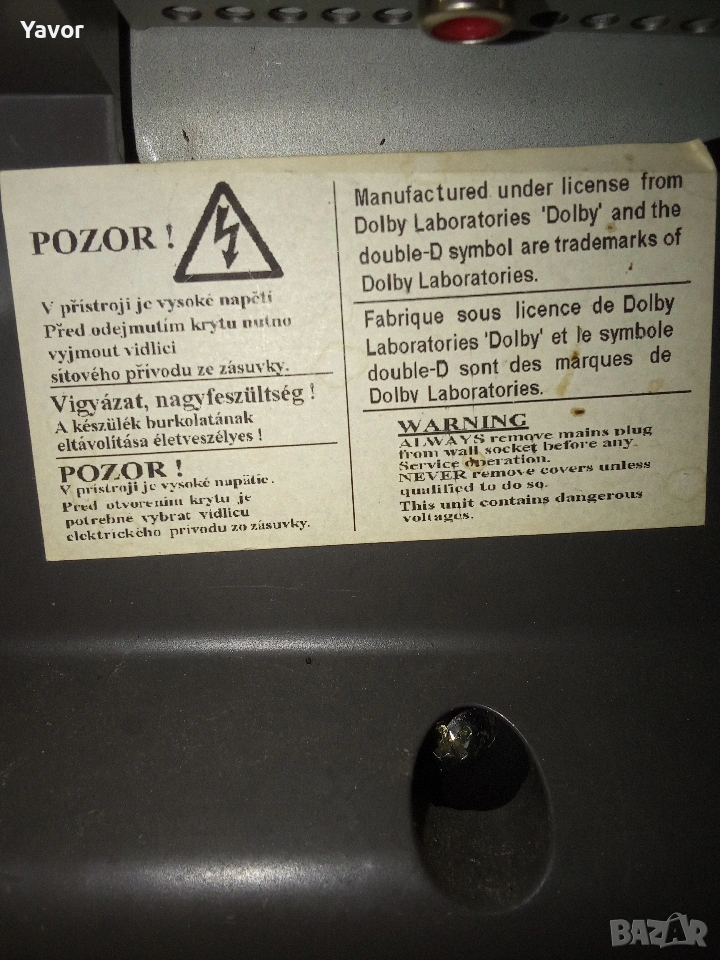 Yavor
POZOR !
V přístroji je vysoké napětí
Před odejmutím krytu nutno
vyjmout vidlici
síťového přívodu ze zásuvky.
Vigyázat, nagyfeszültség !
A készülék burkolatának
eltávolítása életveszélyes !
POZOR !
V prístroji je vysoké napätie.
Pred otvorením krytu je
potrebné vybrať vidlicu
elektrického prívodu zo zásuvky.
Manufactured under license from
Dolby Laboratories 'Dolby' and the
double-D symbol are trademarks of
Dolby Laboratories.
Fabrique sous licence de Dolby
Laboratories 'Dolby' et le symbole
double-D sont des marques de
Dolby Laboratories.
WARNING
ALWAYS remove mains plug
from wall socket before any
Service operation.
NEVER remove covers unless
qualified to do so.
This unit contains dangerous
voltages.
BAZAR